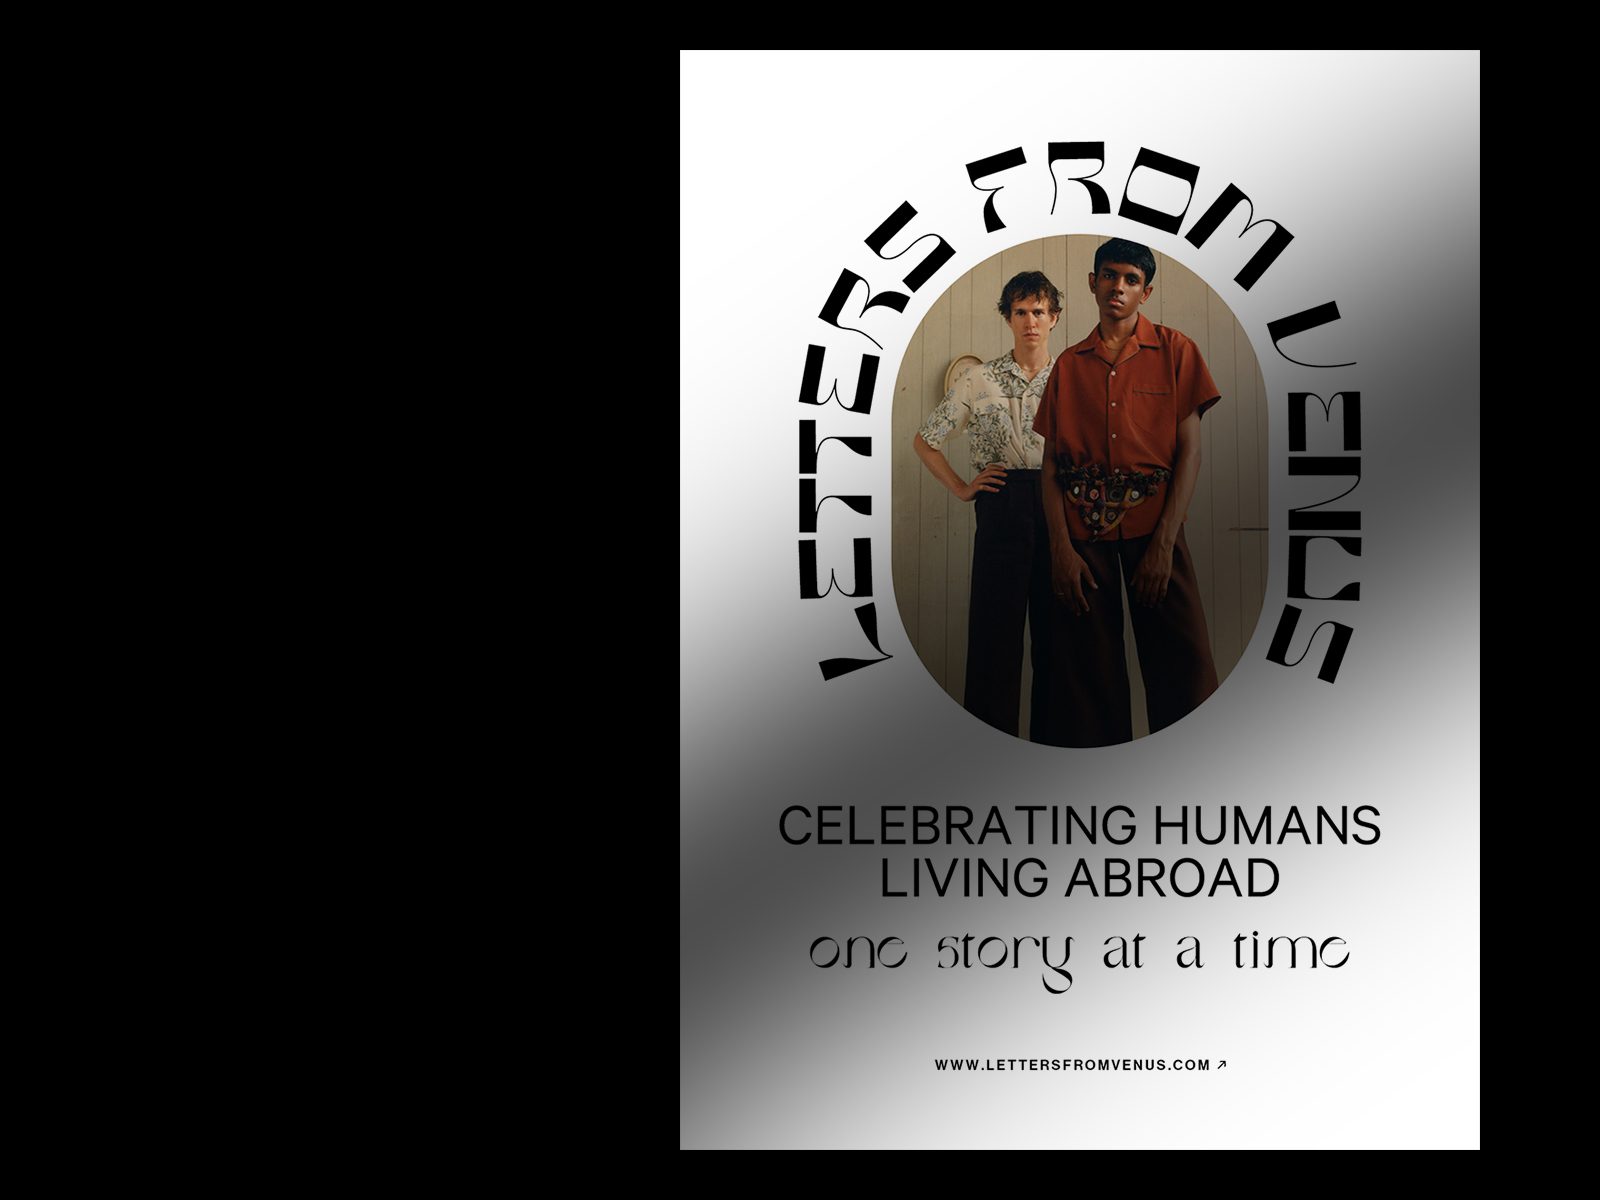 LETTERS FROM VENUS
CELEBRATING HUMANS
LIVING ABROAD
one story at a time
WWW.LETTERSFROMVENUS.COM ↗